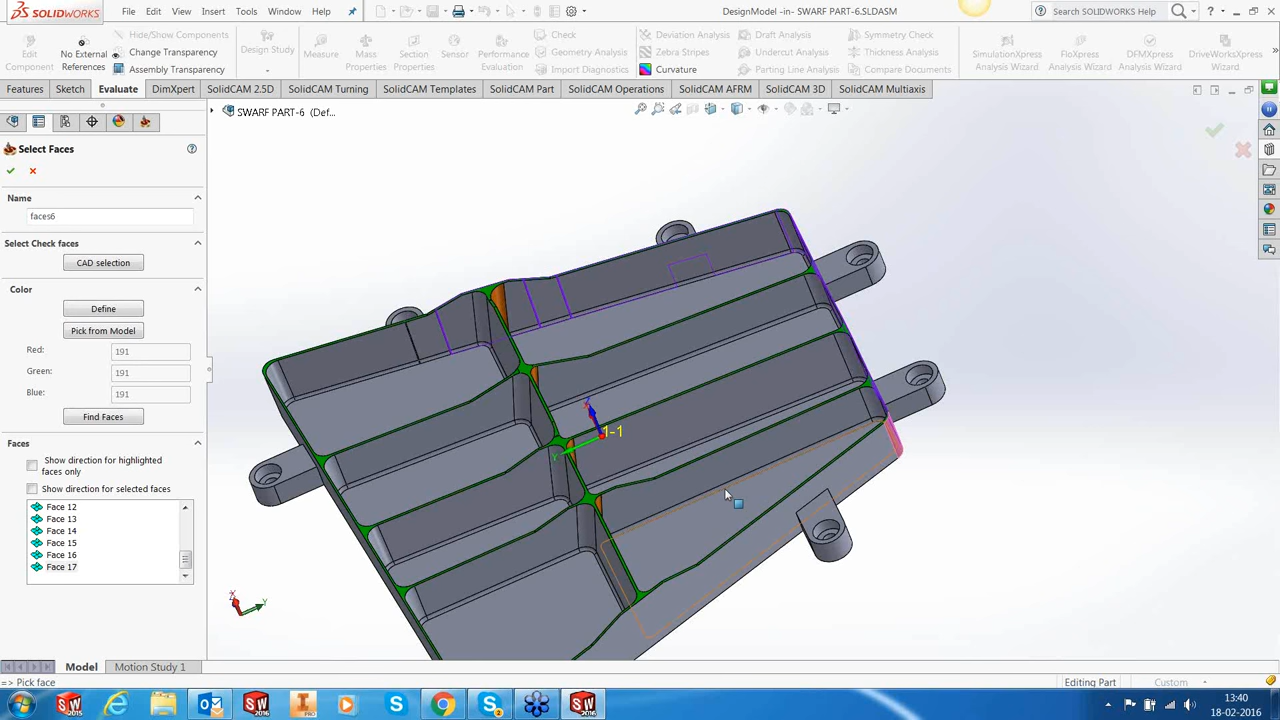 SOLIDWORKS
File Edit View Insert Tools Window Help
DesignModel -in- SWARF PART-6.SLDASM
Search SOLIDWORKS Help
Edit Component
No External References
Hide/Show Components
Change Transparency
Assembly Transparency
Design Study
Measure
Mass Properties
Section Properties
Sensor
Performance Evaluation
Check
Geometry Analysis
Import Diagnostics
Deviation Analysis
Zebra Stripes
Curvature
Draft Analysis
Undercut Analysis
Parting Line Analysis
Symmetry Check
Thickness Analysis
Compare Documents
SimulationXpress Analysis Wizard
FloXpress Analysis Wizard
DFMXpress Analysis Wizard
DriveWorksXpress Wizard
Features Sketch Evaluate DimXpert SolidCAM 2.5D SolidCAM Turning SolidCAM Templates SolidCAM Part SolidCAM Operations SolidCAM AFRM SolidCAM 3D SolidCAM Multiaxis
SWARF PART-6 (Def...
Select Faces
Name
faces6
Select Check faces
CAD selection
Color
Define
Pick from Model
Red: 191
Green: 191
Blue: 191
Find Faces
Faces
Show direction for highlighted
faces only
Show direction for selected faces
Face 12
Face 13
Face 14
Face 15
Face 16
Face 17
1-1
Z
Y
Model Motion Study 1
=> Pick face
Editing Part
Custom
13:40
18-02-2016